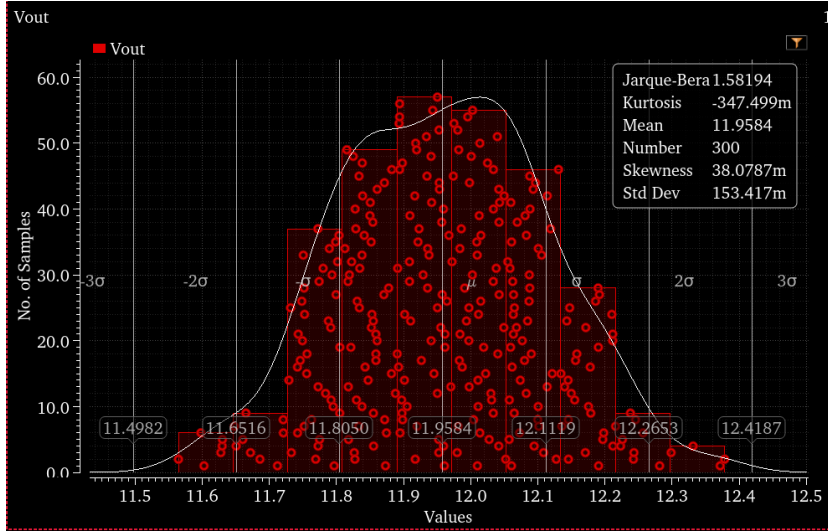 Vout
1
Vout
Jarque-Bera 1.58194
Kurtosis -347.499m
Mean 11.9584
Number 300
Skewness 38.0787m
Std Dev 153.417m
No. of Samples
60.0
50.0
40.0
30.0
20.0
10.0
0.0
-3σ -2σ -σ μ σ 2σ 3σ
11.4982 11.6516 11.8050 11.9584 12.1119 12.2653 12.4187
11.5 11.6 11.7 11.8 11.9 12.0 12.1 12.2 12.3 12.4 12.5
Values